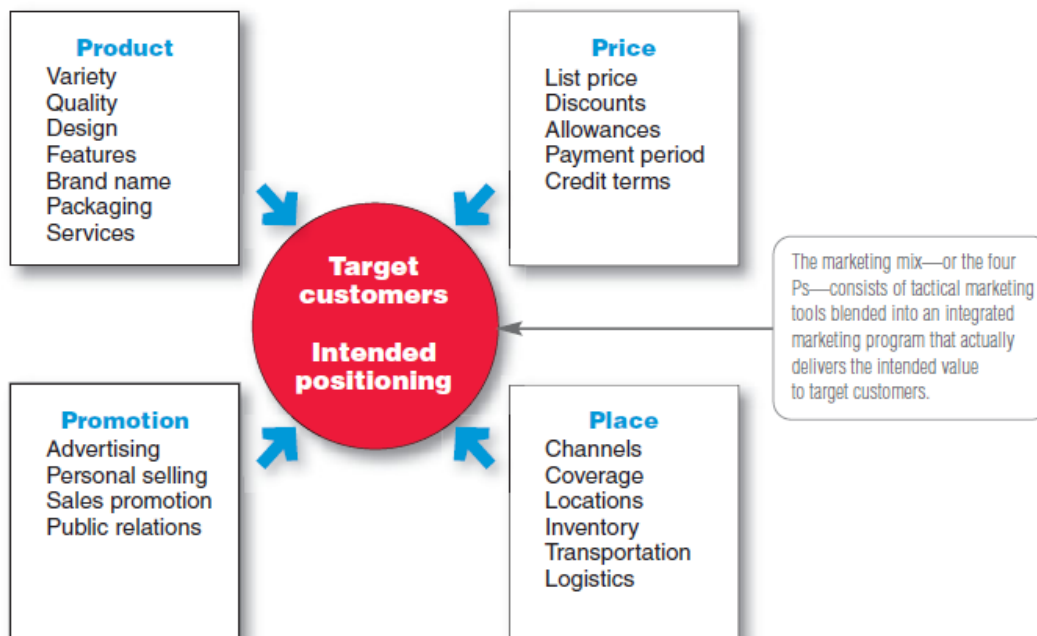 Product
Variety
Quality
Design
Features
Brand name
Packaging
Services
Price
List price
Discounts
Allowances
Payment period
Credit terms
Target
customers
Intended
positioning
The marketing mix—or the four
Ps—consists of tactical marketing
tools blended into an integrated
marketing program that actually
delivers the intended value
to target customers.
Promotion
Advertising
Personal selling
Sales promotion
Public relations
Place
Channels
Coverage
Locations
Inventory
Transportation
Logistics